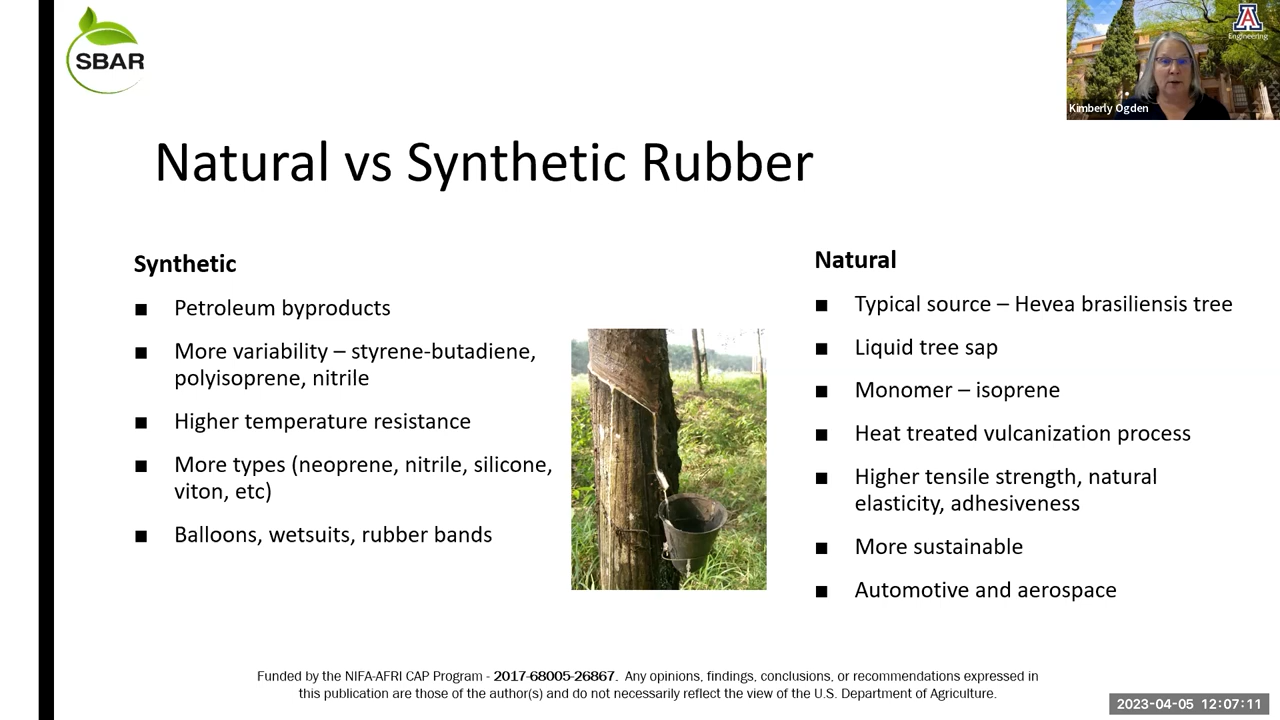 SBAR
A
Engineering
Kimberly Ogden
Natural vs Synthetic Rubber
Synthetic
■ Petroleum byproducts
■ More variability – styrene-butadiene,
polyisoprene, nitrile
■ Higher temperature resistance
■ More types (neoprene, nitrile, silicone,
viton, etc)
■ Balloons, wetsuits, rubber bands
Natural
■ Typical source – Hevea brasiliensis tree
■ Liquid tree sap
■ Monomer – isoprene
■ Heat treated vulcanization process
■ Higher tensile strength, natural
elasticity, adhesiveness
■ More sustainable
■ Automotive and aerospace
Funded by the NIFA-AFRI CAP Program - 2017-68005-26867. Any opinions, findings, conclusions, or recommendations expressed in
this publication are those of the author(s) and do not necessarily reflect the view of the U.S. Department of Agriculture.
2023-04-05 12:07:11